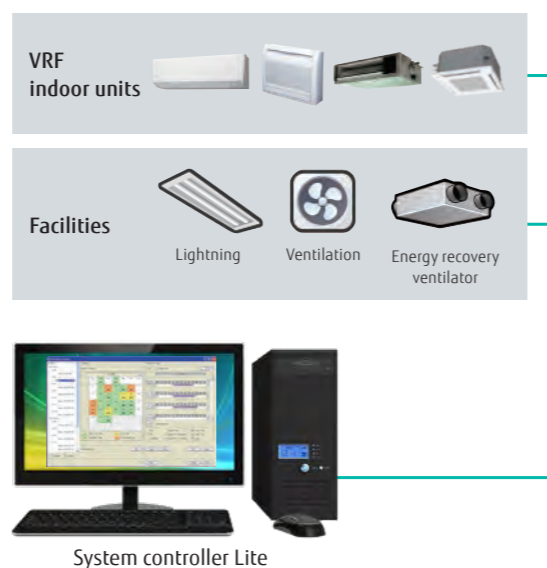 VRF
indoor units
Facilities
Lightning
Ventilation
Energy recovery
ventilator
System controller Lite